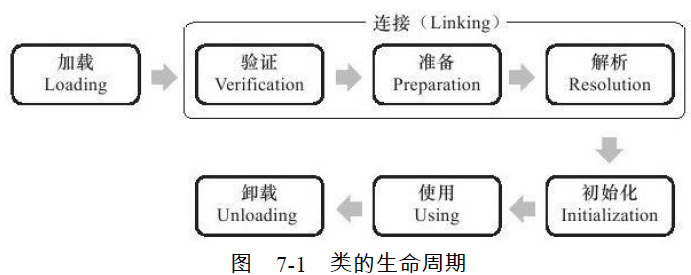 连接（Linking）
加载
Loading
验证
Verification
准备
Preparation
解析
Resolution
初始化
Initialization
使用
Using
卸载
Unloading
图 7-1 类的生命周期